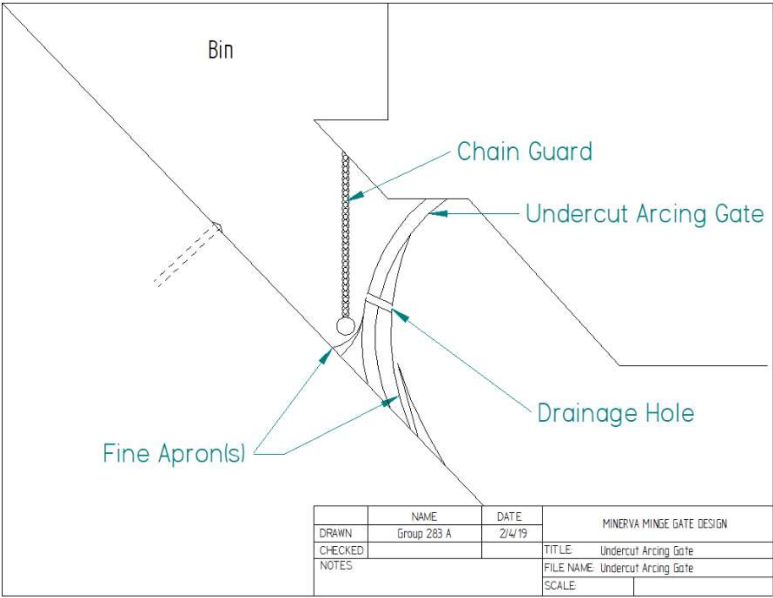 Bin
Chain Guard
Undercut Arcing Gate
Drainage Hole
Fine Apron(s)
NAME DATE
DRAWN Group 283 A 2/4/19
CHECKED
NOTES
MINERVA MINGE GATE DESIGN
TITLE: Undercut Arcing Gate
FILE NAME: Undercut Arcing Gate
SCALE: